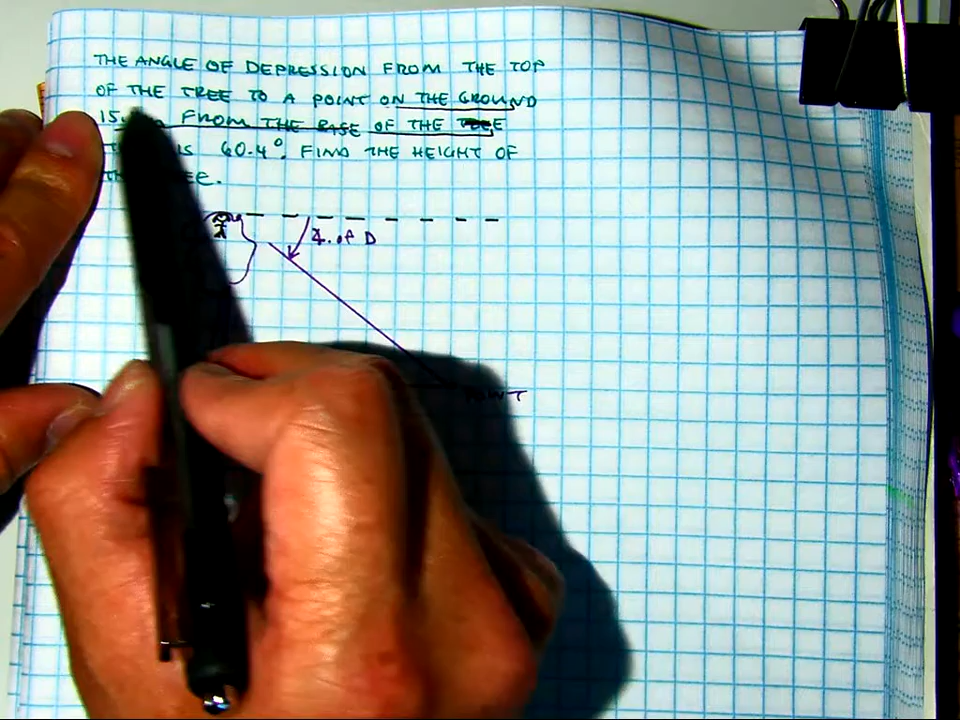 THE ANGLE OF DEPRESSION FROM THE TOP
OF THE TREE TO A POINT ON THE GROUND
FROM THE BASE OF THE
IS 60.4°. FIND THE HEIGHT OF
∡. of D